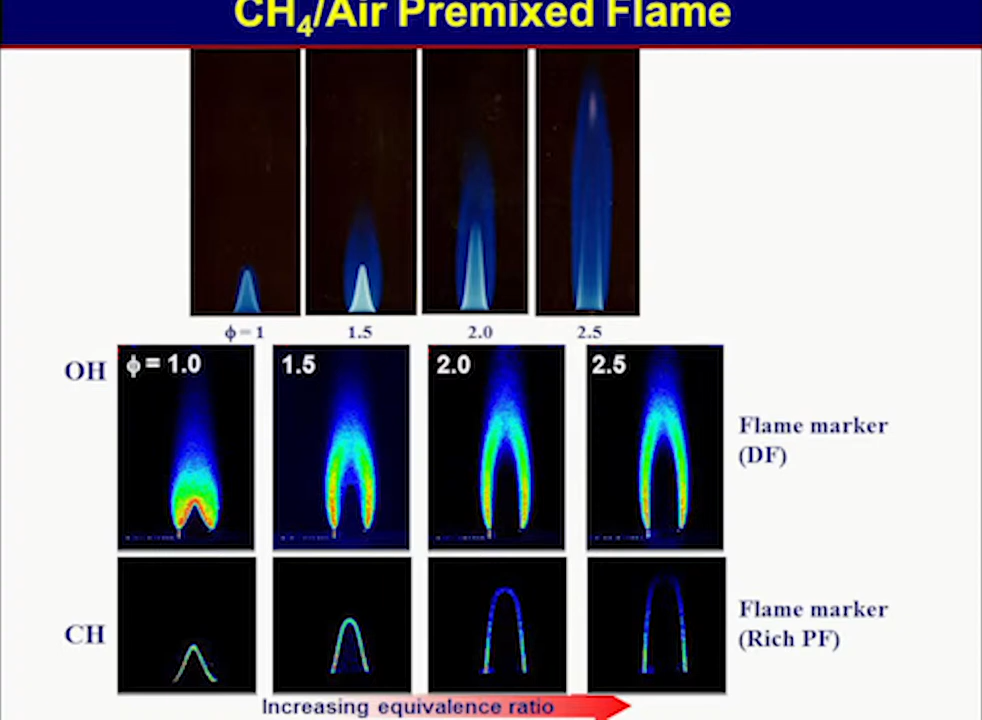 CH₄/Air Premixed Flame
ϕ = 1 1.5 2.0 2.5
OH
ϕ = 1.0 1.5 2.0 2.5
Flame marker
(DF)
CH
Flame marker
(Rich PF)
Increasing equivalence ratio